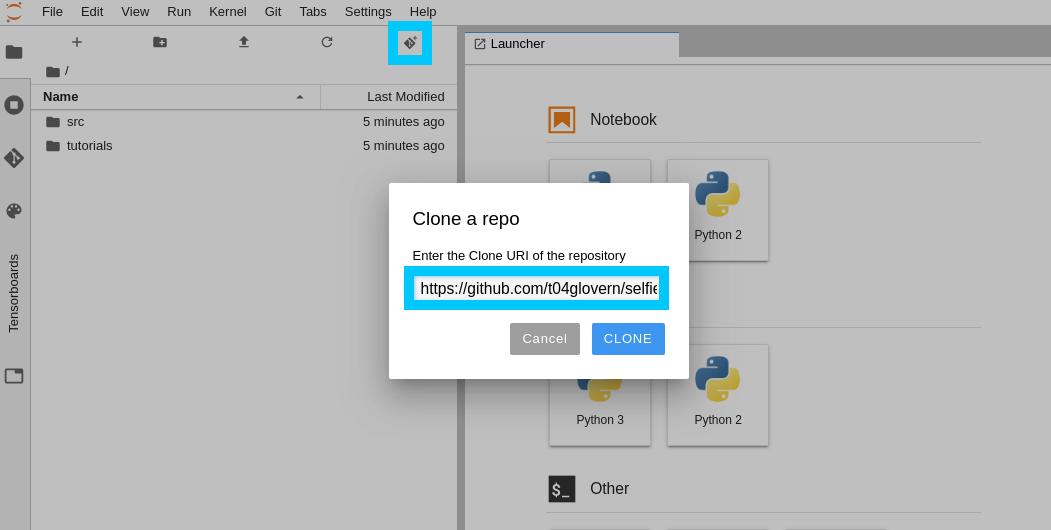 File Edit View Run Kernel Git Tabs Settings Help
Launcher
/
Name Last Modified
src 5 minutes ago
tutorials 5 minutes ago
Tensorboards
Notebook
Python 2
Clone a repo
Enter the Clone URI of the repository
https://github.com/t04glovern/selfie
Cancel CLONE
Python 3 Python 2
$_ Other